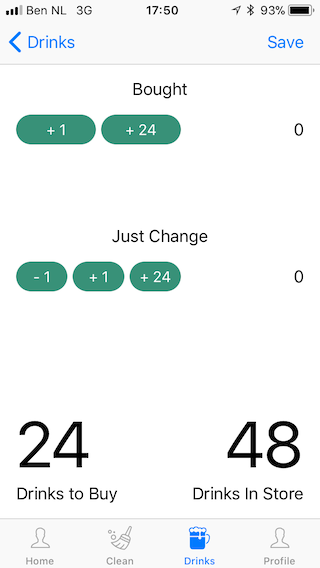 Ben NL 3G 17:50 93%
Drinks Save
Bought
+ 1 + 24 0
Just Change
- 1 + 1 + 24 0
24 48
Drinks to Buy Drinks In Store
Home Clean Drinks Profile